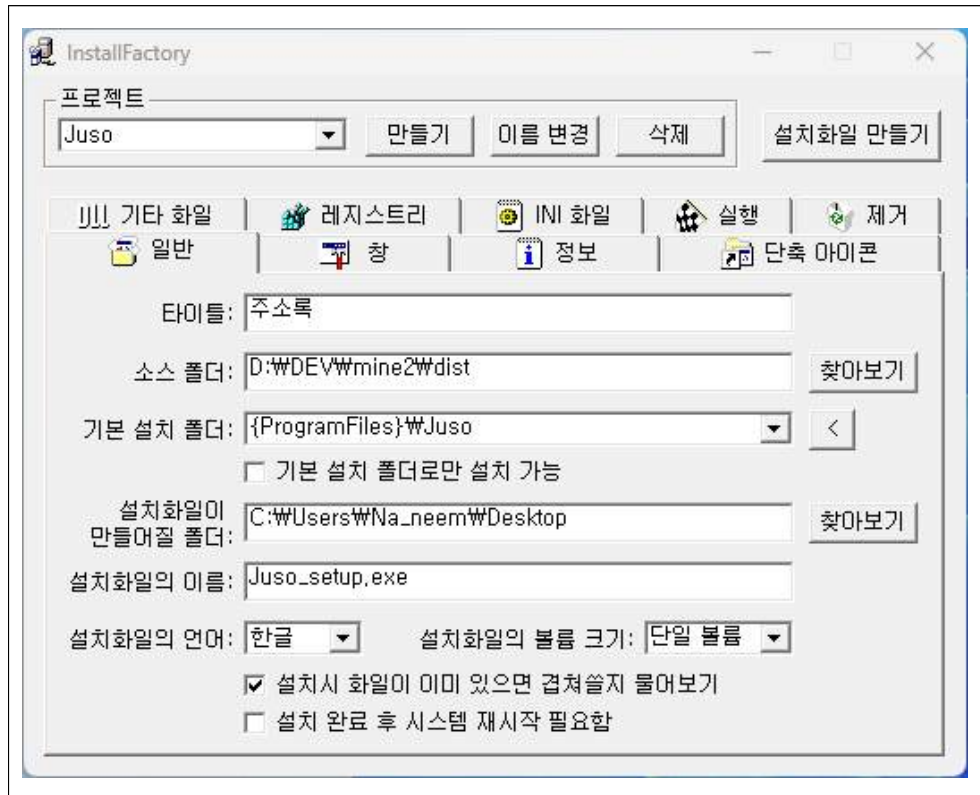 InstallFactory
프로젝트
Juso 만들기 이름 변경 삭제 설치화일 만들기
기타 화일 레지스트리 INI 화일 실행 제거
일반 창 정보 단축 아이콘
타이틀: 주소록
소스 폴더: D:₩DEV₩mine2₩dist 찾아보기
기본 설치 폴더: {ProgramFiles}₩Juso <
기본 설치 폴더로만 설치 가능
설치화일이
만들어질 폴더: C:₩Users₩Na_neem₩Desktop 찾아보기
설치화일의 이름: Juso_setup.exe
설치화일의 언어: 한글 설치화일의 볼륨 크기: 단일 볼륨
설치시 화일이 이미 있으면 겹쳐쓸지 물어보기
설치 완료 후 시스템 재시작 필요함